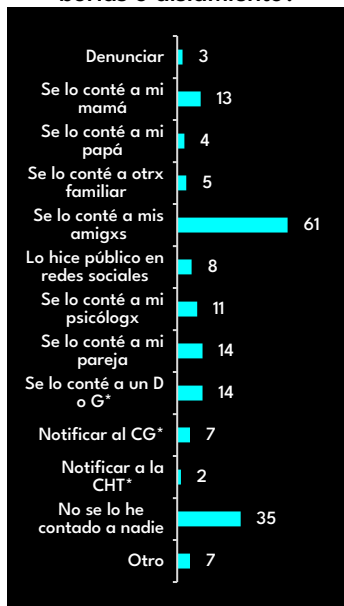 Denunciar 3
Se lo conté a mi
mamá 13
Se lo conté a mi
papá 4
Se lo conté a otrx
familiar 5
Se lo conté a mis
amigxs 61
Lo hice público en
redes sociales 8
Se lo conté a mi
psicólogx 11
Se lo conté a mi
pareja 14
Se lo conté a un D
o G* 14
Notificar al CG* 7
Notificar a la
CHT* 2
No se lo he
contado a nadie 35
Otro 7